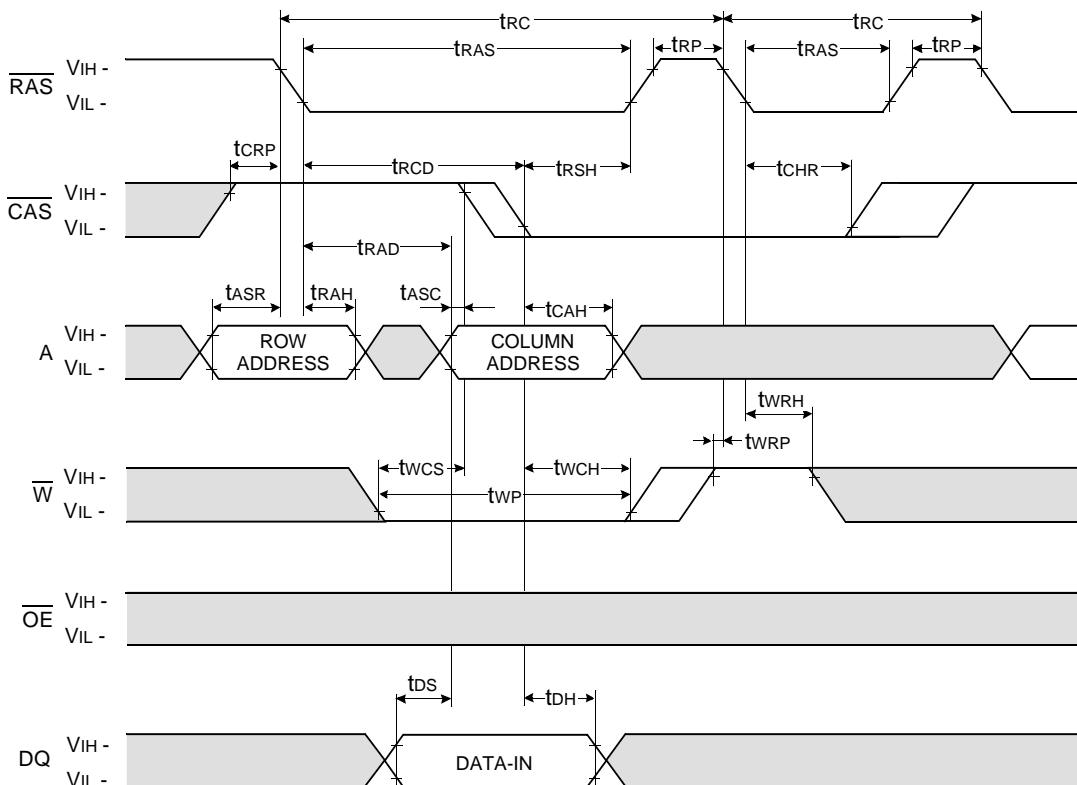 tRC tRC
tRAS tRP tRAS tRP
RAS VIH -
VIL -
tCRP tRCD tRSH tCHR
CAS VIH -
VIL -
tRAD
tASR tRAH tASC tCAH
A VIH -
VIL -
ROW ADDRESS
COLUMN ADDRESS
tWRH
tWRP
W VIH -
VIL -
tWCS tWCH
tWP
OE VIH -
VIL -
tDS tDH
DQ VIH -
VIL -
DATA-IN